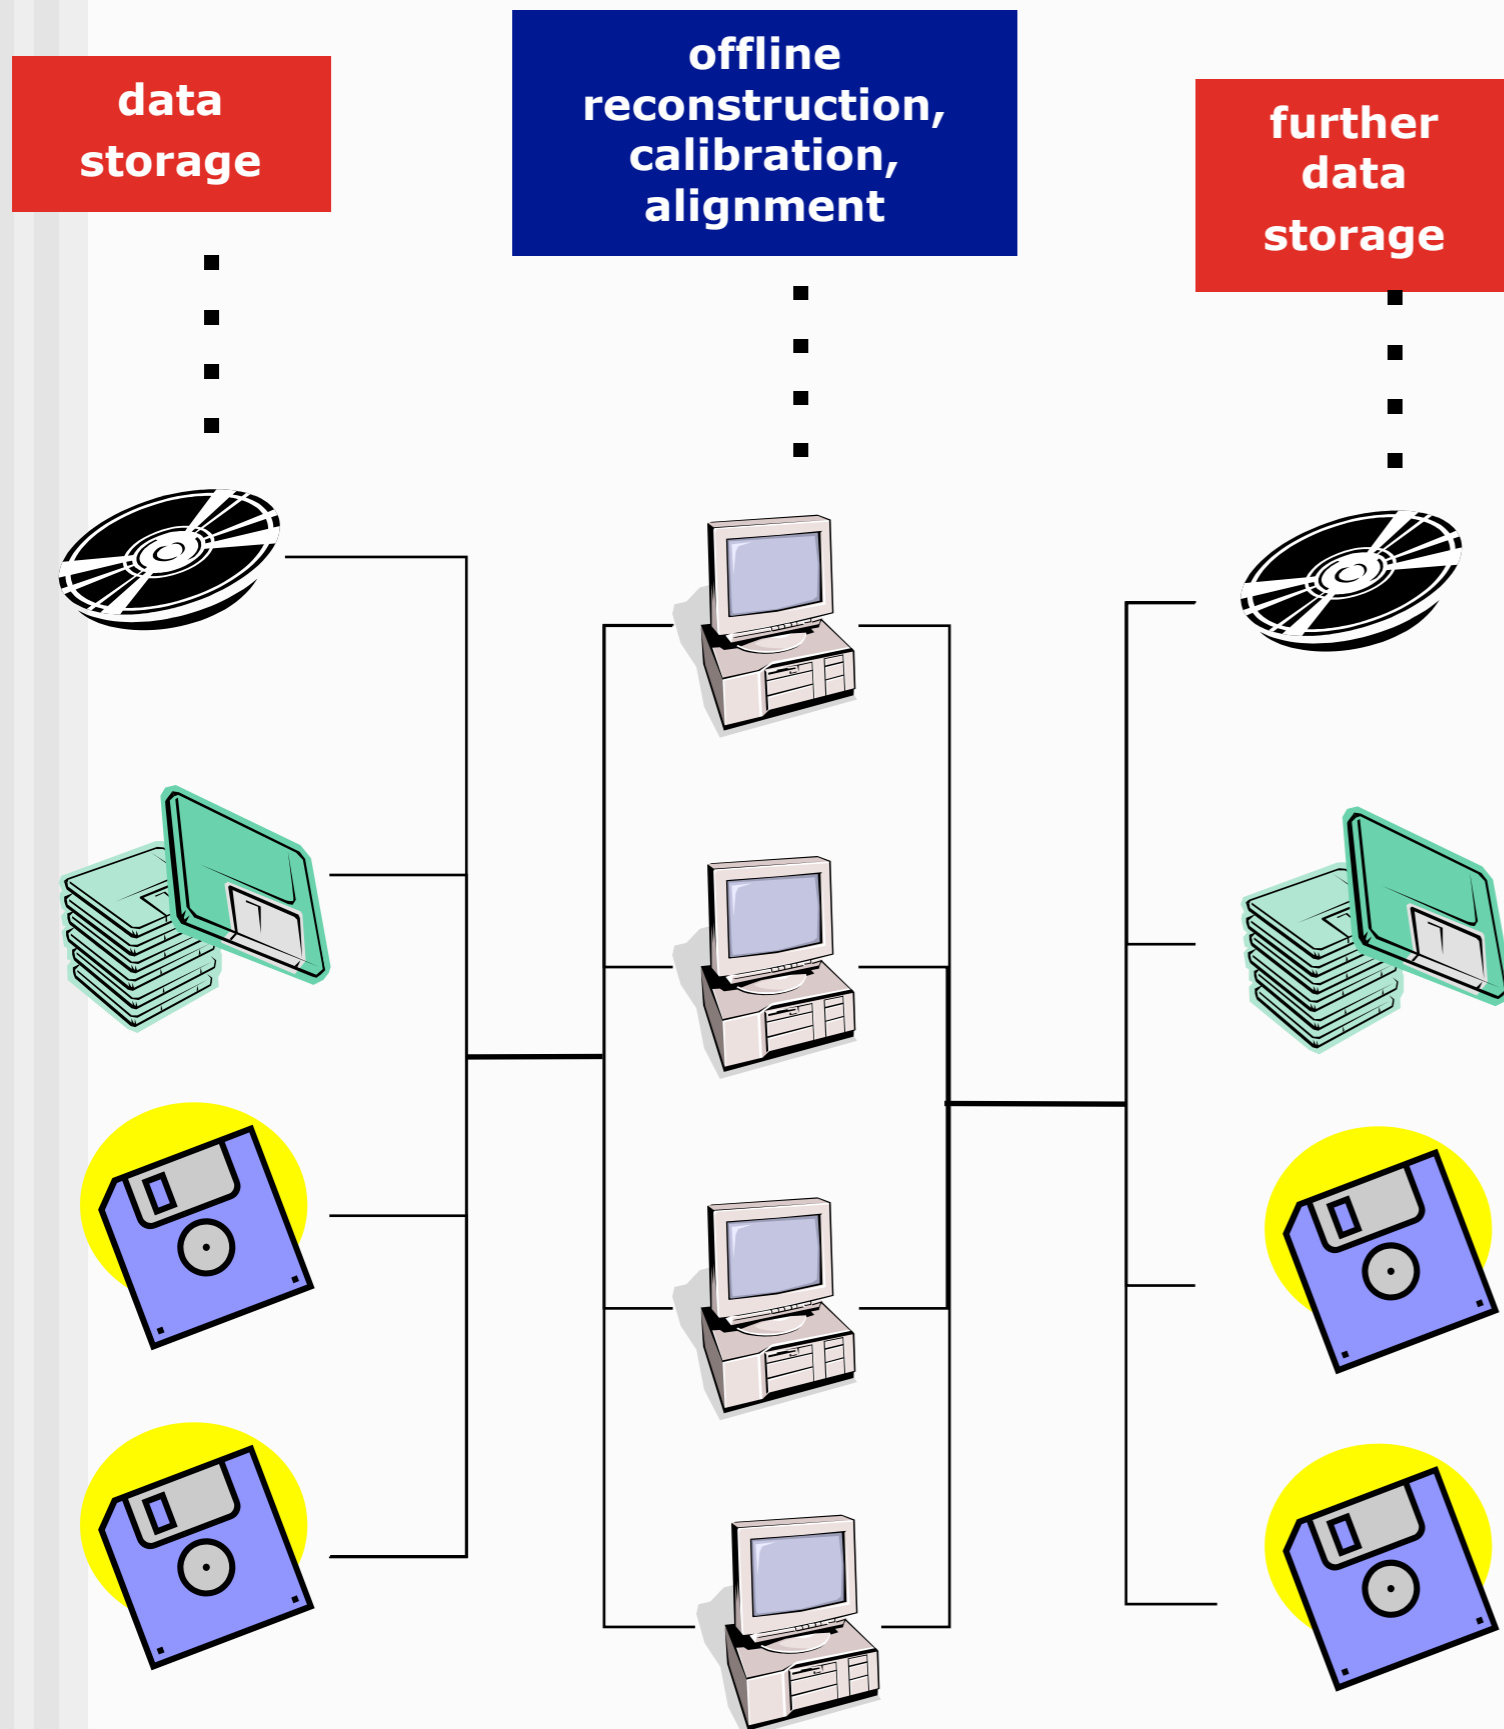 data
storage
offline
reconstruction,
calibration,
alignment
further
data
storage